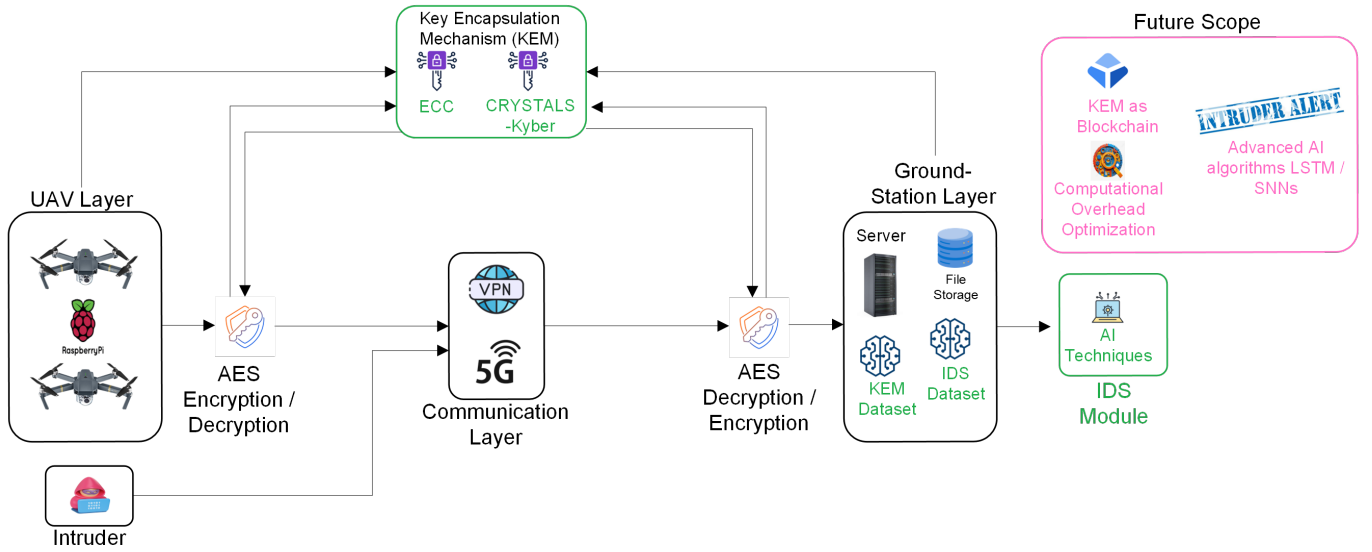 Key Encapsulation
Mechanism (KEM)
ECC
CRYSTALS
-Kyber
Future Scope
KEM as
Blockchain
INTRUDER ALERT
Advanced AI
algorithms LSTM /
SNNs
Computational
Overhead
Optimization
UAV Layer
RaspberryPi
AES
Encryption /
Decryption
VPN
5G
Communication
Layer
AES
Decryption /
Encryption
Ground-
Station Layer
Server
File
Storage
KEM
Dataset
IDS
Dataset
AI
Techniques
IDS
Module
Intruder